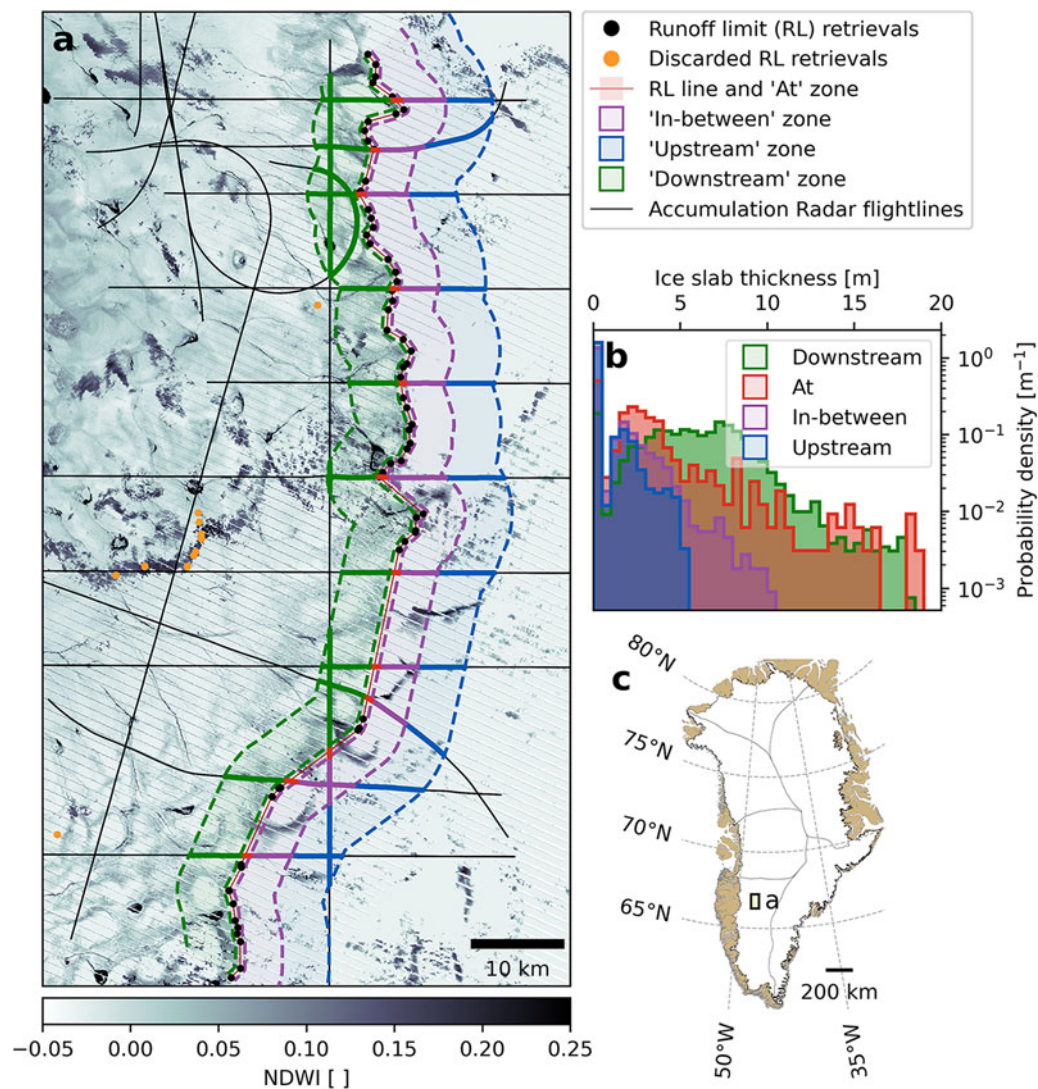 a
Runoff limit (RL) retrievals
Discarded RL retrievals
RL line and 'At' zone
'In-between' zone
'Upstream' zone
'Downstream' zone
Accumulation Radar flightlines
10 km
−0.05 0.00 0.05 0.10 0.15 0.20 0.25
NDWI [ ]
Ice slab thickness [m]
0 5 10 15 20
b
Downstream
At
In-between
Upstream
10⁰
10⁻¹
10⁻²
10⁻³
Probability density [m⁻¹]
c
80°N
75°N
70°N
65°N
a
200 km
50°W
35°W